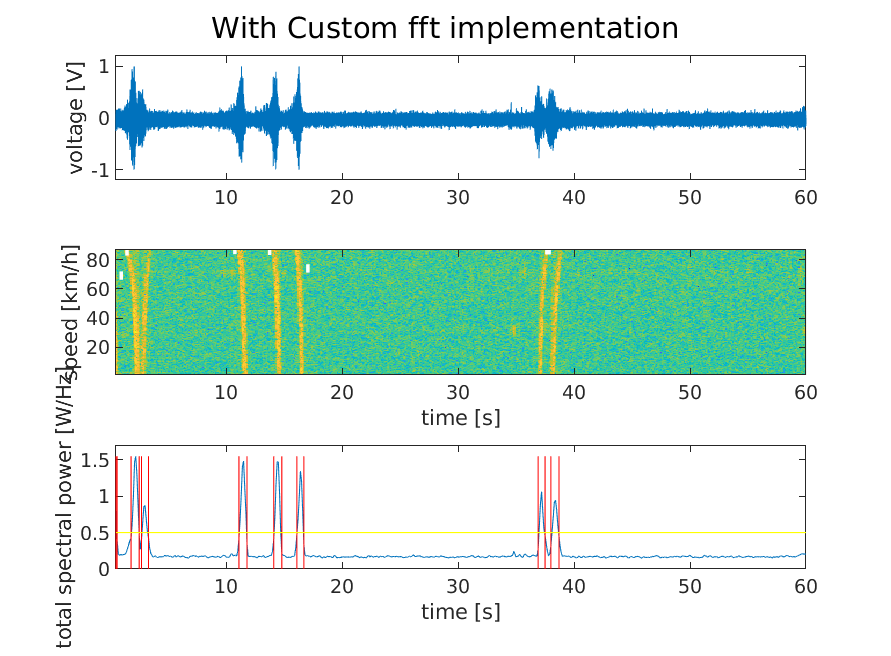 With Custom fft implementation
voltage [V]
1
0
-1
10 20 30 40 50 60
speed [km/h]
80
60
40
20
10 20 30 40 50 60
time [s]
total spectral power [W/Hz]
1.5
1
0.5
0
10 20 30 40 50 60
time [s]